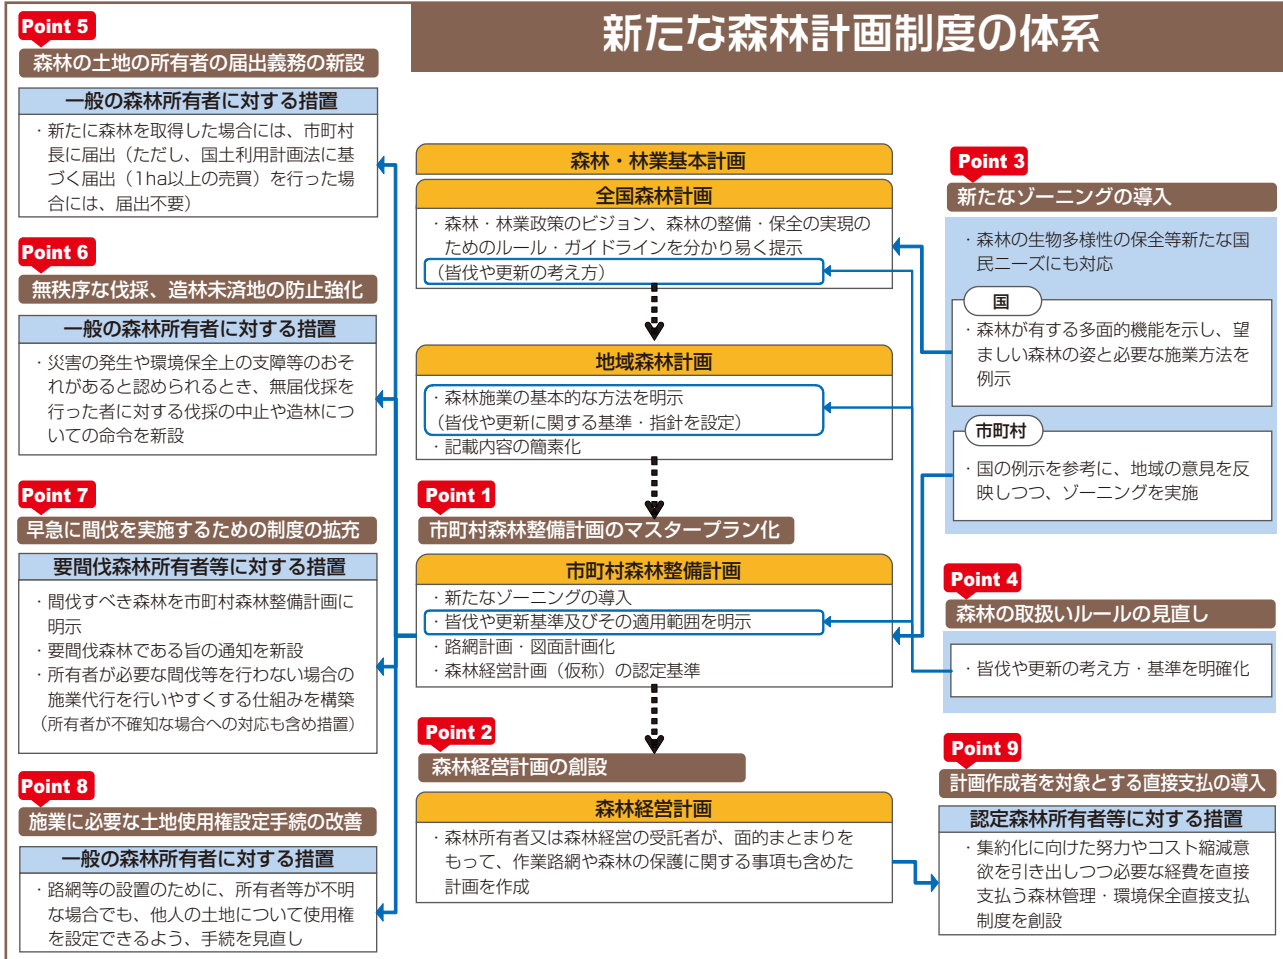 新たな森林計画制度の体系
Point 5
森林の土地の所有者の届出義務の新設
一般の森林所有者に対する措置
・新たに森林を取得した場合には、市町村
長に届出（ただし、国土利用計画法に基
づく届出（1ha以上の売買）を行った場
合には、届出不要）
Point 6
無秩序な伐採、造林未済地の防止強化
一般の森林所有者に対する措置
・災害の発生や環境保全上の支障等のおそ
れがあると認められるとき、無届伐採を
行った者に対する伐採の中止や造林につ
いての命令を新設
Point 7
早急に間伐を実施するための制度の拡充
要間伐森林所有者等に対する措置
・間伐すべき森林を市町村森林整備計画に
明示
・要間伐森林である旨の通知を新設
・所有者が必要な間伐等を行わない場合の
施業代行を行いやすくする仕組みを構築
（所有者が不確知な場合への対応も含め措置）
Point 8
施業に必要な土地使用権設定手続の改善
一般の森林所有者に対する措置
・路網等の設置のために、所有者等が不明
な場合でも、他人の土地について使用権
を設定できるよう、手続を見直し
森林・林業基本計画
全国森林計画
・森林・林業政策のビジョン、森林の整備・保全の実現の
ためのルール・ガイドラインを分かり易く提示
（皆伐や更新の考え方）
地域森林計画
・森林施業の基本的な方法を明示
（皆伐や更新に関する基準・指針を設定）
・記載内容の簡素化
Point 1
市町村森林整備計画のマスタープラン化
市町村森林整備計画
・新たなゾーニングの導入
・皆伐や更新基準及びその適用範囲を明示
・路網計画・図面計画化
・森林経営計画（仮称）の認定基準
Point 2
森林経営計画の創設
森林経営計画
・森林所有者又は森林経営の受託者が、面的まとまりを
もって、作業路網や森林の保護に関する事項も含めた
計画を作成
Point 3
新たなゾーニングの導入
・森林の生物多様性の保全等新たな国
民ニーズにも対応
国
・森林が有する多面的機能を示し、望
ましい森林の姿と必要な施業方法を
例示
市町村
・国の例示を参考に、地域の意見を反
映しつつ、ゾーニングを実施
Point 4
森林の取扱いルールの見直し
・皆伐や更新の考え方・基準を明確化
Point 9
計画作成者を対象とする直接支払の導入
認定森林所有者等に対する措置
・集約化に向けた努力やコスト縮減意
欲を引き出しつつ必要な経費を直接
支払う森林管理・環境保全直接支払
制度を創設